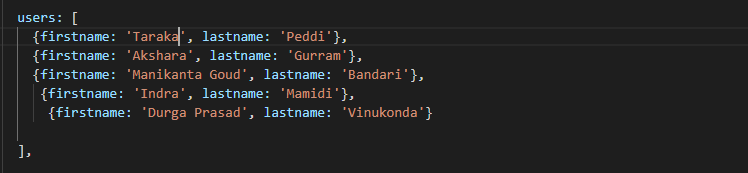 users: [
{firstname: 'Taraka', lastname: 'Peddi'},
{firstname: 'Akshara', lastname: 'Gurram'},
{firstname: 'Manikanta Goud', lastname: 'Bandari'},
{firstname: 'Indra', lastname: 'Mamidi'},
{firstname: 'Durga Prasad', lastname: 'Vinukonda'}
],